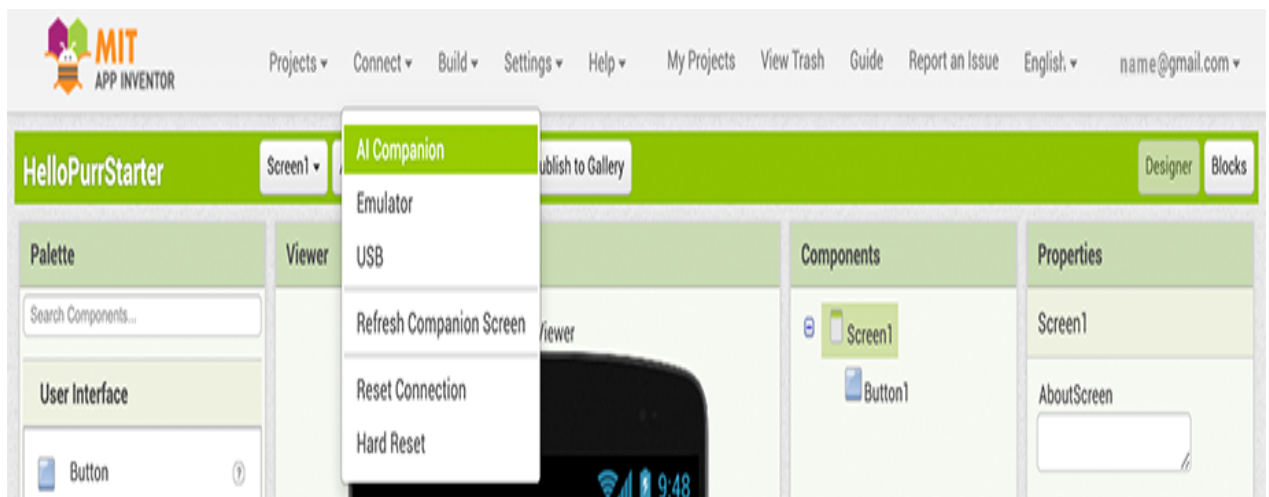 MIT
APP INVENTOR
Projects Connect Build Settings Help My Projects View Trash Guide Report an Issue English name@gmail.com
HelloPurrStarter Screen1 ublish to Gallery Designer Blocks
AI Companion
Emulator
USB
Refresh Companion Screen
Reset Connection
Hard Reset
Palette Viewer Components Properties
Search Components...
User Interface
Button ?
Viewer
9:48
Screen1
Button1
Screen1
AboutScreen